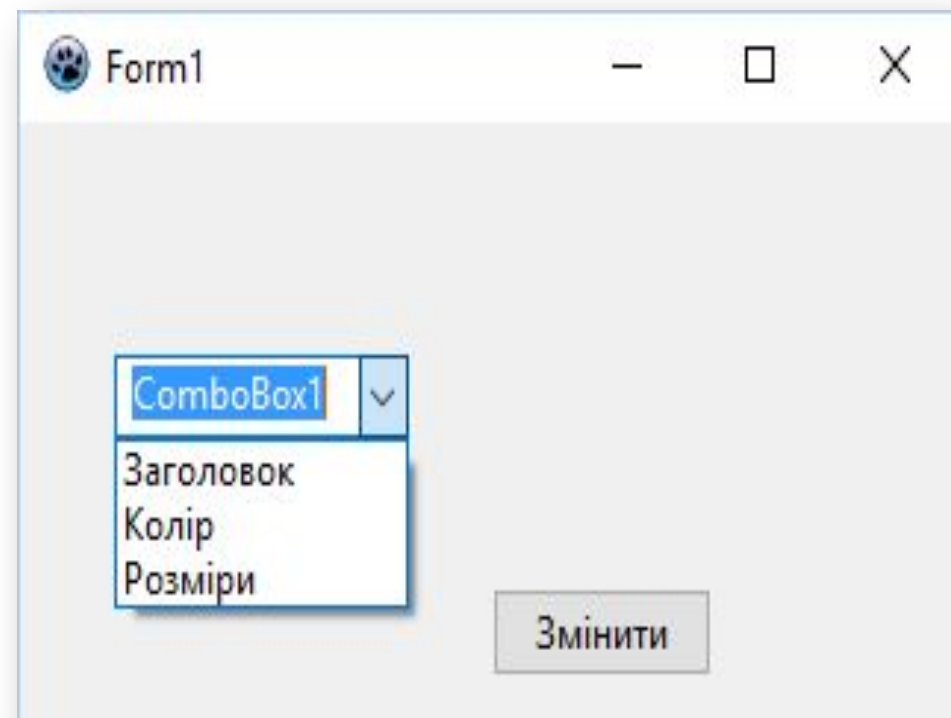 Form1
ComboBox1
Заголовок
Колір
Розміри
Змінити